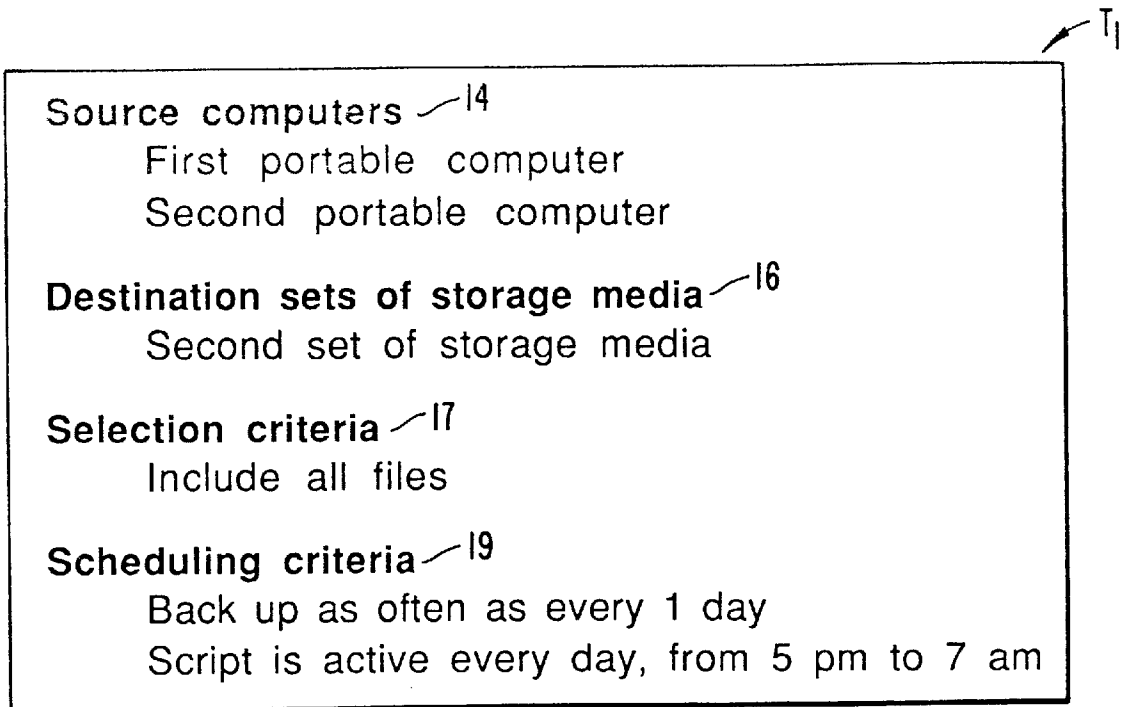 T1
Source computers 14
First portable computer
Second portable computer
Destination sets of storage media 16
Second set of storage media
Selection criteria 17
Include all files
Scheduling criteria 19
Back up as often as every 1 day
Script is active every day, from 5 pm to 7 am